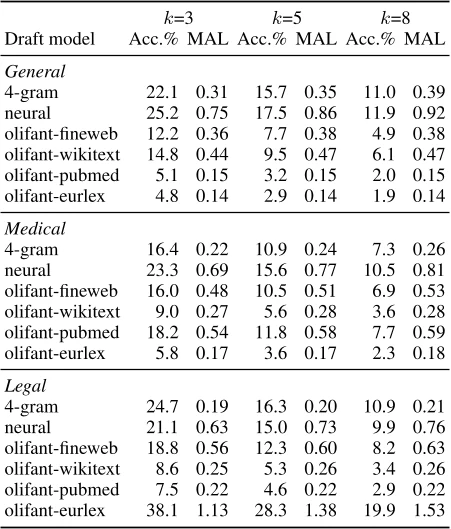 k=3 k=5 k=8
Draft model Acc.% MAL Acc.% MAL Acc.% MAL
General
4-gram 22.1 0.31 15.7 0.35 11.0 0.39
neural 25.2 0.75 17.5 0.86 11.9 0.92
olifant-fineweb 12.2 0.36 7.7 0.38 4.9 0.38
olifant-wikitext 14.8 0.44 9.5 0.47 6.1 0.47
olifant-pubmed 5.1 0.15 3.2 0.15 2.0 0.15
olifant-eurlex 4.8 0.14 2.9 0.14 1.9 0.14
Medical
4-gram 16.4 0.22 10.9 0.24 7.3 0.26
neural 23.3 0.69 15.6 0.77 10.5 0.81
olifant-fineweb 16.0 0.48 10.5 0.51 6.9 0.53
olifant-wikitext 9.0 0.27 5.6 0.28 3.6 0.28
olifant-pubmed 18.2 0.54 11.8 0.58 7.7 0.59
olifant-eurlex 5.8 0.17 3.6 0.17 2.3 0.18
Legal
4-gram 24.7 0.19 16.3 0.20 10.9 0.21
neural 21.1 0.63 15.0 0.73 9.9 0.76
olifant-fineweb 18.8 0.56 12.3 0.60 8.2 0.63
olifant-wikitext 8.6 0.25 5.3 0.26 3.4 0.26
olifant-pubmed 7.5 0.22 4.6 0.22 2.9 0.22
olifant-eurlex 38.1 1.13 28.3 1.38 19.9 1.53